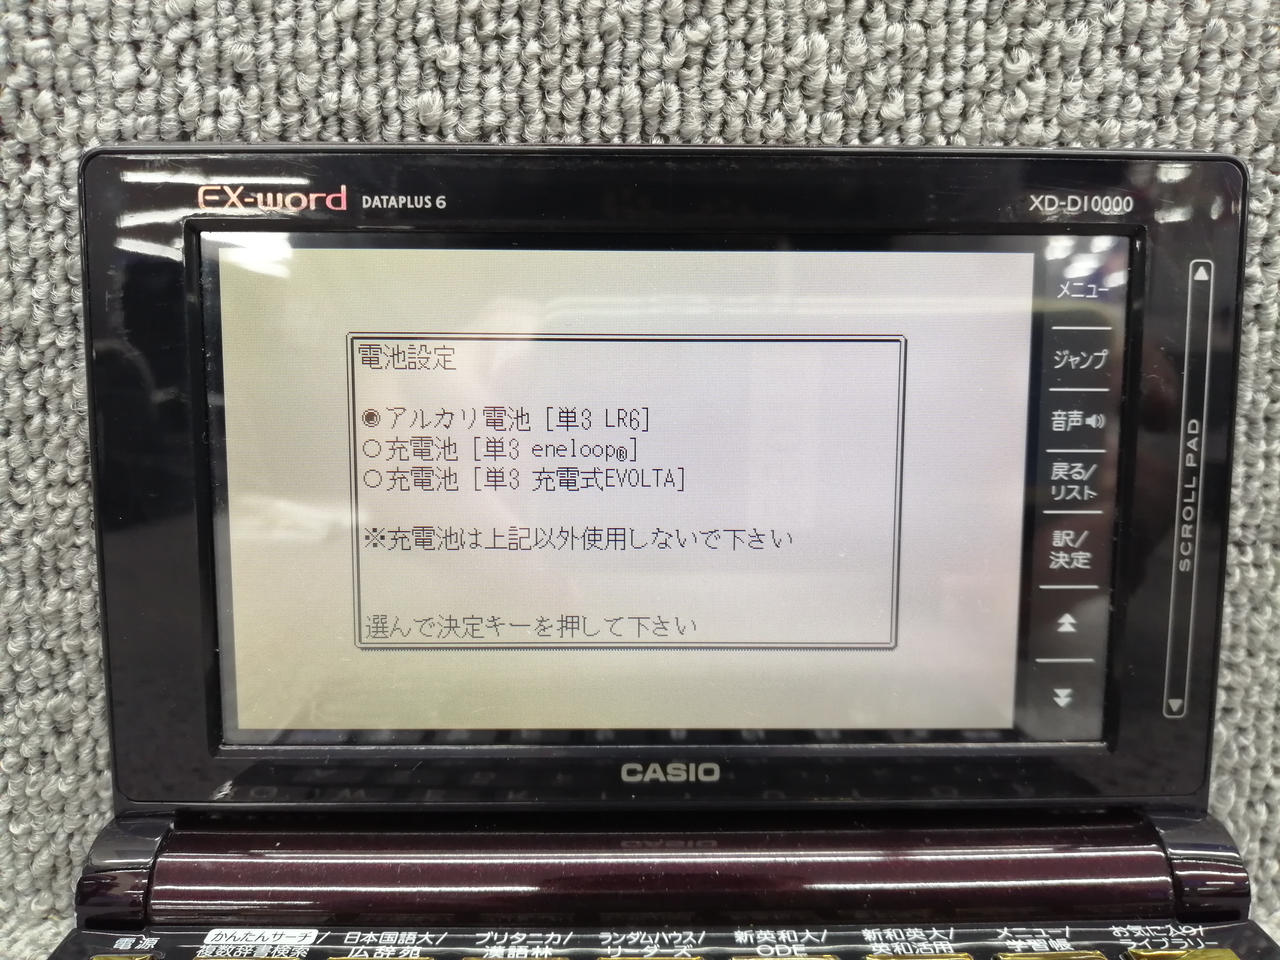 EX-word DATAPLUS 6
XD-D10000
電池設定
◉アルカリ電池 [単3 LR6]
○充電池 [単3 eneloop®]
○充電池 [単3 充電式EVOLTA]
※充電池は上記以外使用しないで下さい
選んで決定キーを押して下さい
メニュー
ジャンプ
音声
戻る/
リスト
訳/
決定
SCROLL PAD
CASIO
電源
かんたんサーチ/
複数辞書検索
日本国語大/
広辞苑
ブリタニカ/
漢語林
ランダムハウス/
リーダーズ
新英和大/
ODE
新和英大/
英和活用
メニュー/
学習帳
お気に入り/
ライブラリー